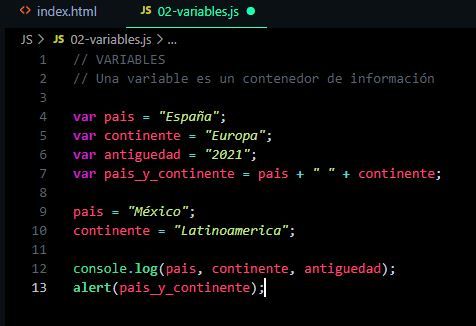 index.html JS 02-variables.js
JS > JS 02-variables.js > ...
1 // VARIABLES
2 // Una variable es un contenedor de información
3
4 var pais = "España";
5 var continente = "Europa";
6 var antiguedad = "2021";
7 var pais_y_continente = pais + " " + continente;
8
9 pais = "México";
10 continente = "Latinoamerica";
11
12 console.log(pais, continente, antiguedad);
13 alert(pais_y_continente);